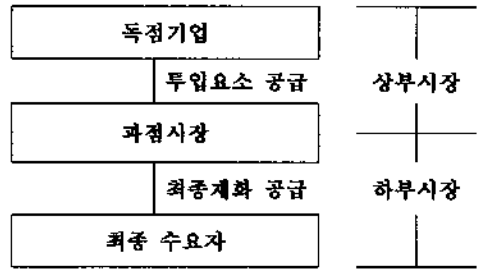 독점기업
투입요소 공급
상부시장
과점시장
최종재화 공급
하부시장
최종 수요자